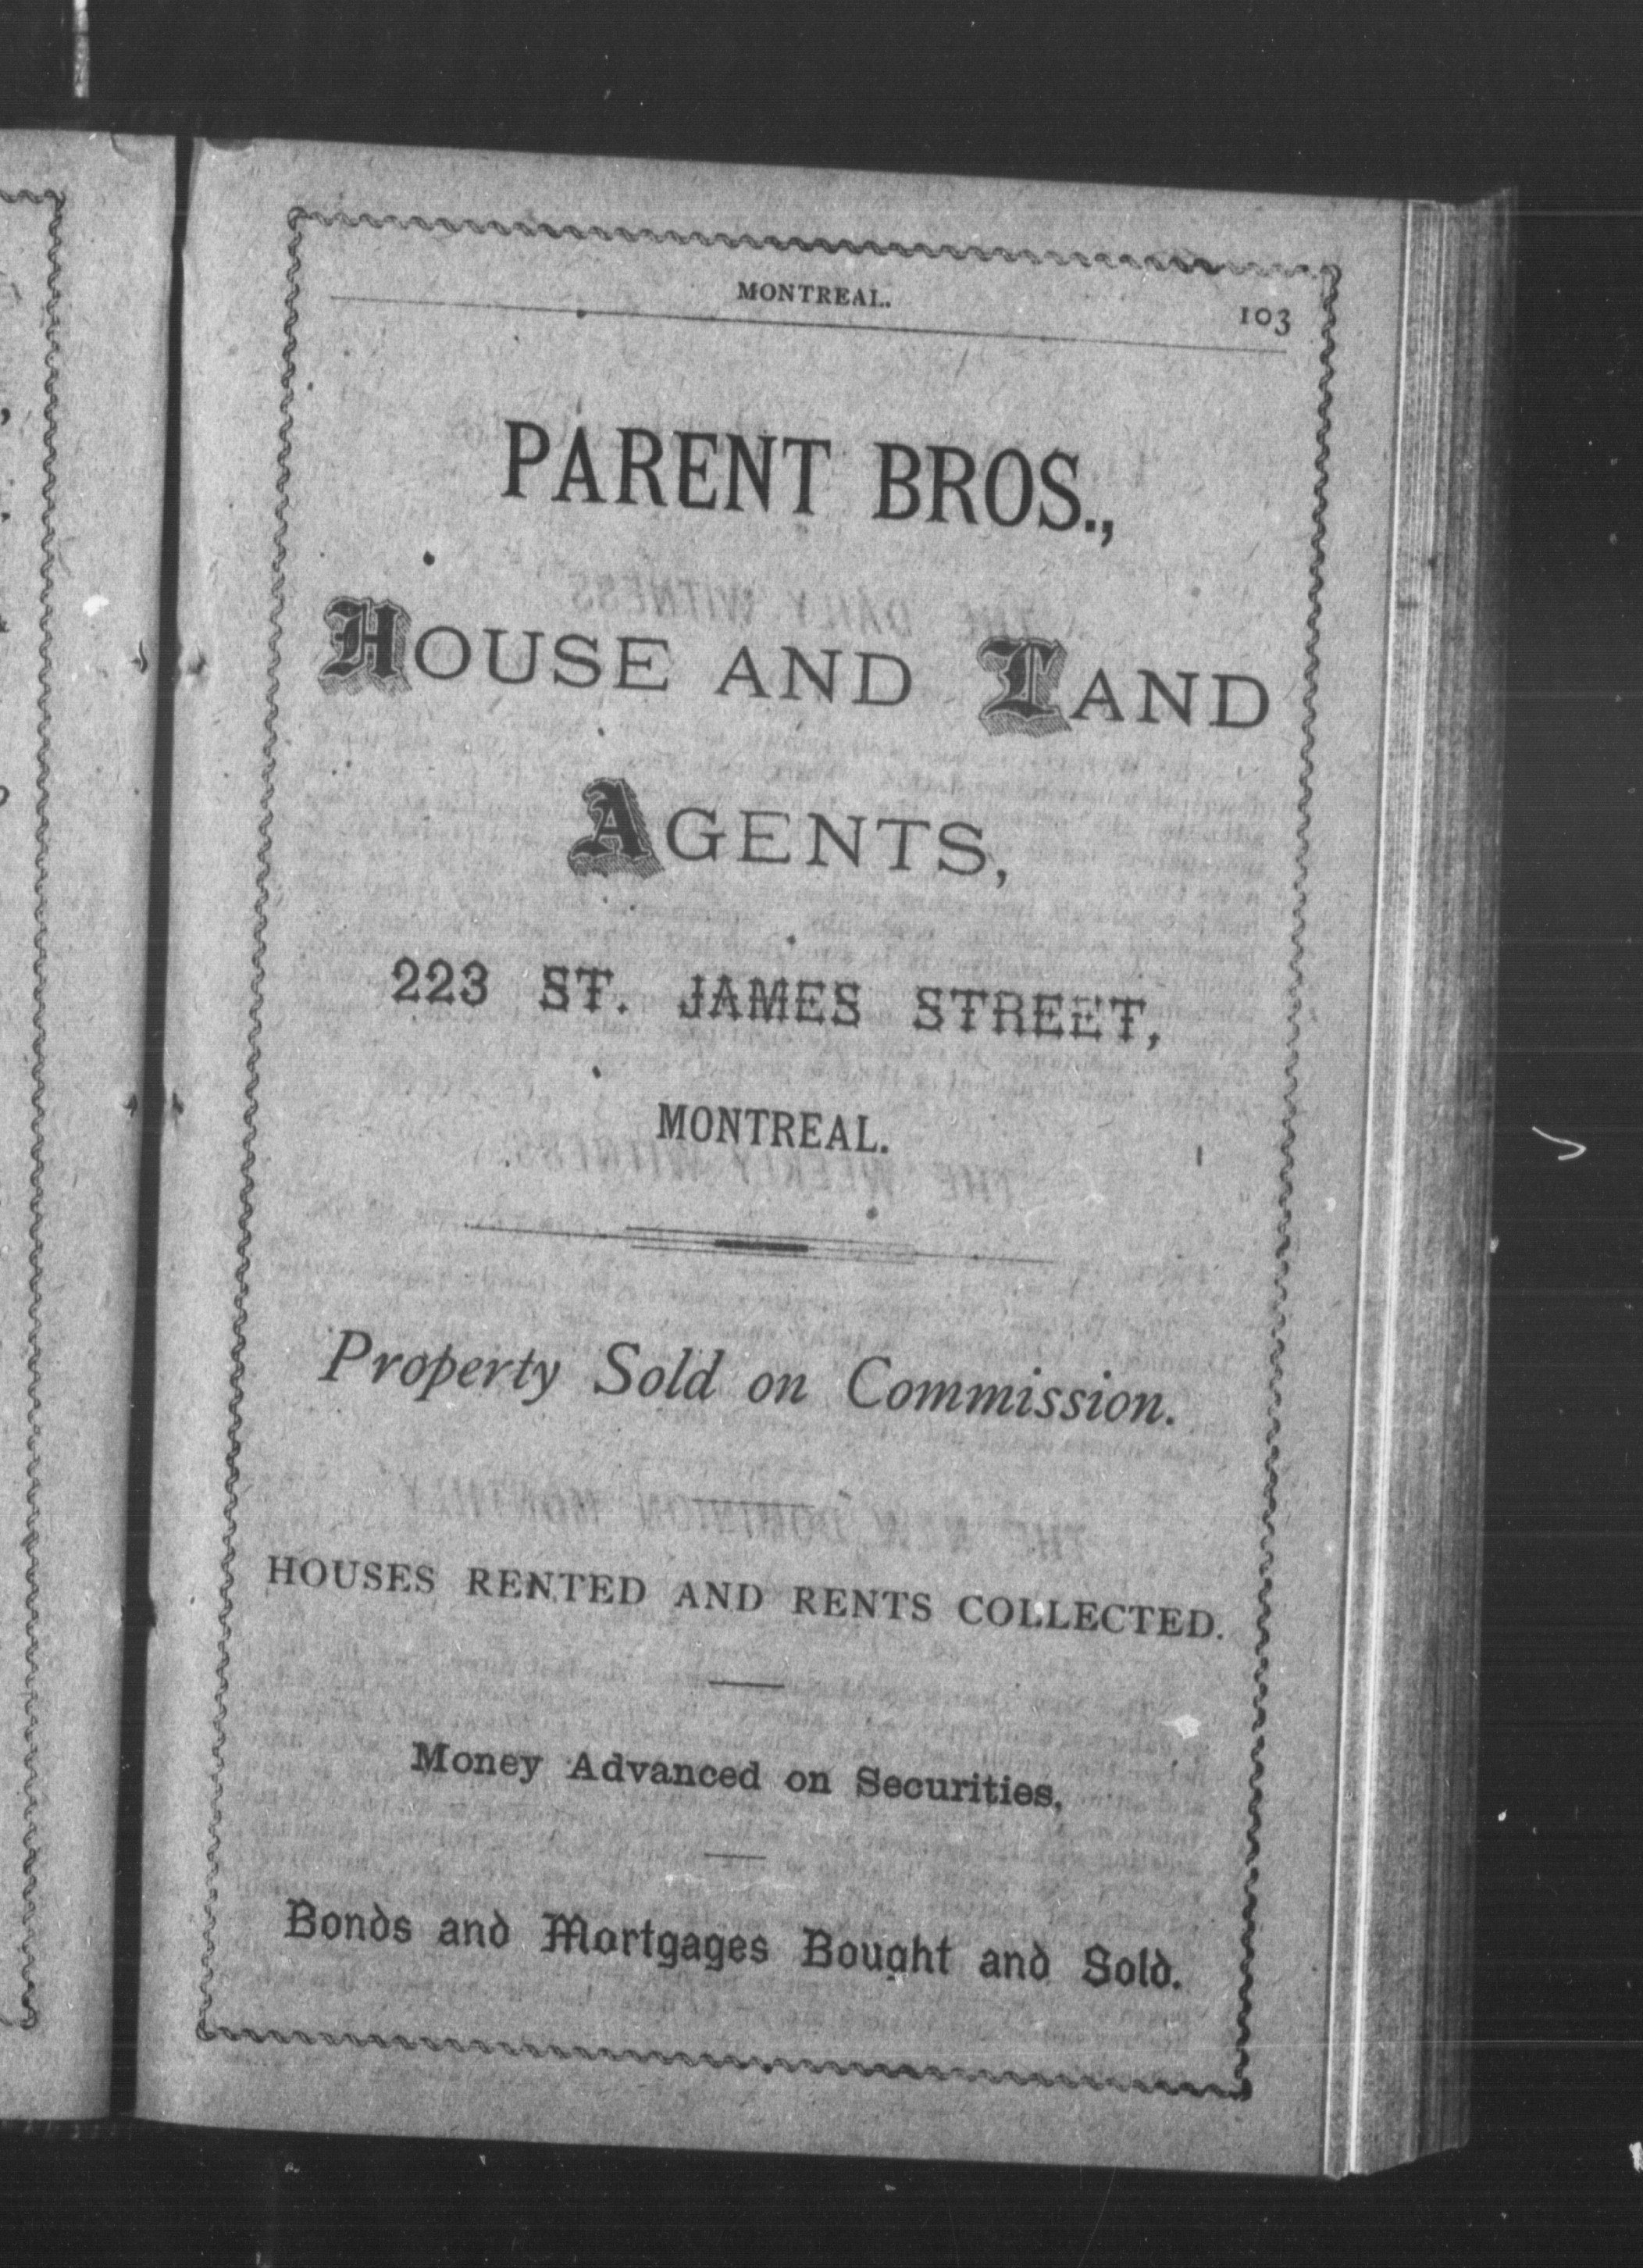 MONTREAL.
103
PARENT BROS.,
HOUSE AND LAND
AGENTS,
223 ST. JAMES STREET,
MONTREAL.
Property Sold on Commission.
HOUSES RENTED AND RENTS COLLECTED.
Money Advanced on Securities.
Bonds and Mortgages Bought and Sold.